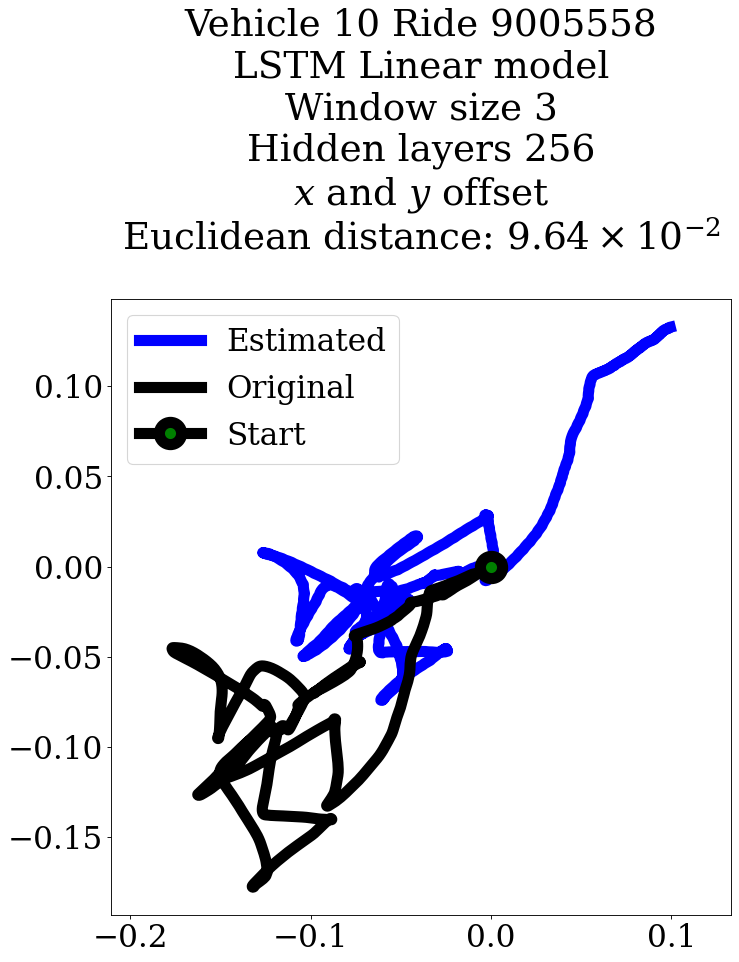 Vehicle 10 Ride 9005558
LSTM Linear model
Window size 3
Hidden layers 256
x and y offset
Euclidean distance: 9.64 × 10⁻²
Estimated
Original
Start
0.10
0.05
0.00
−0.05
−0.10
−0.15
−0.2
−0.1
0.0
0.1